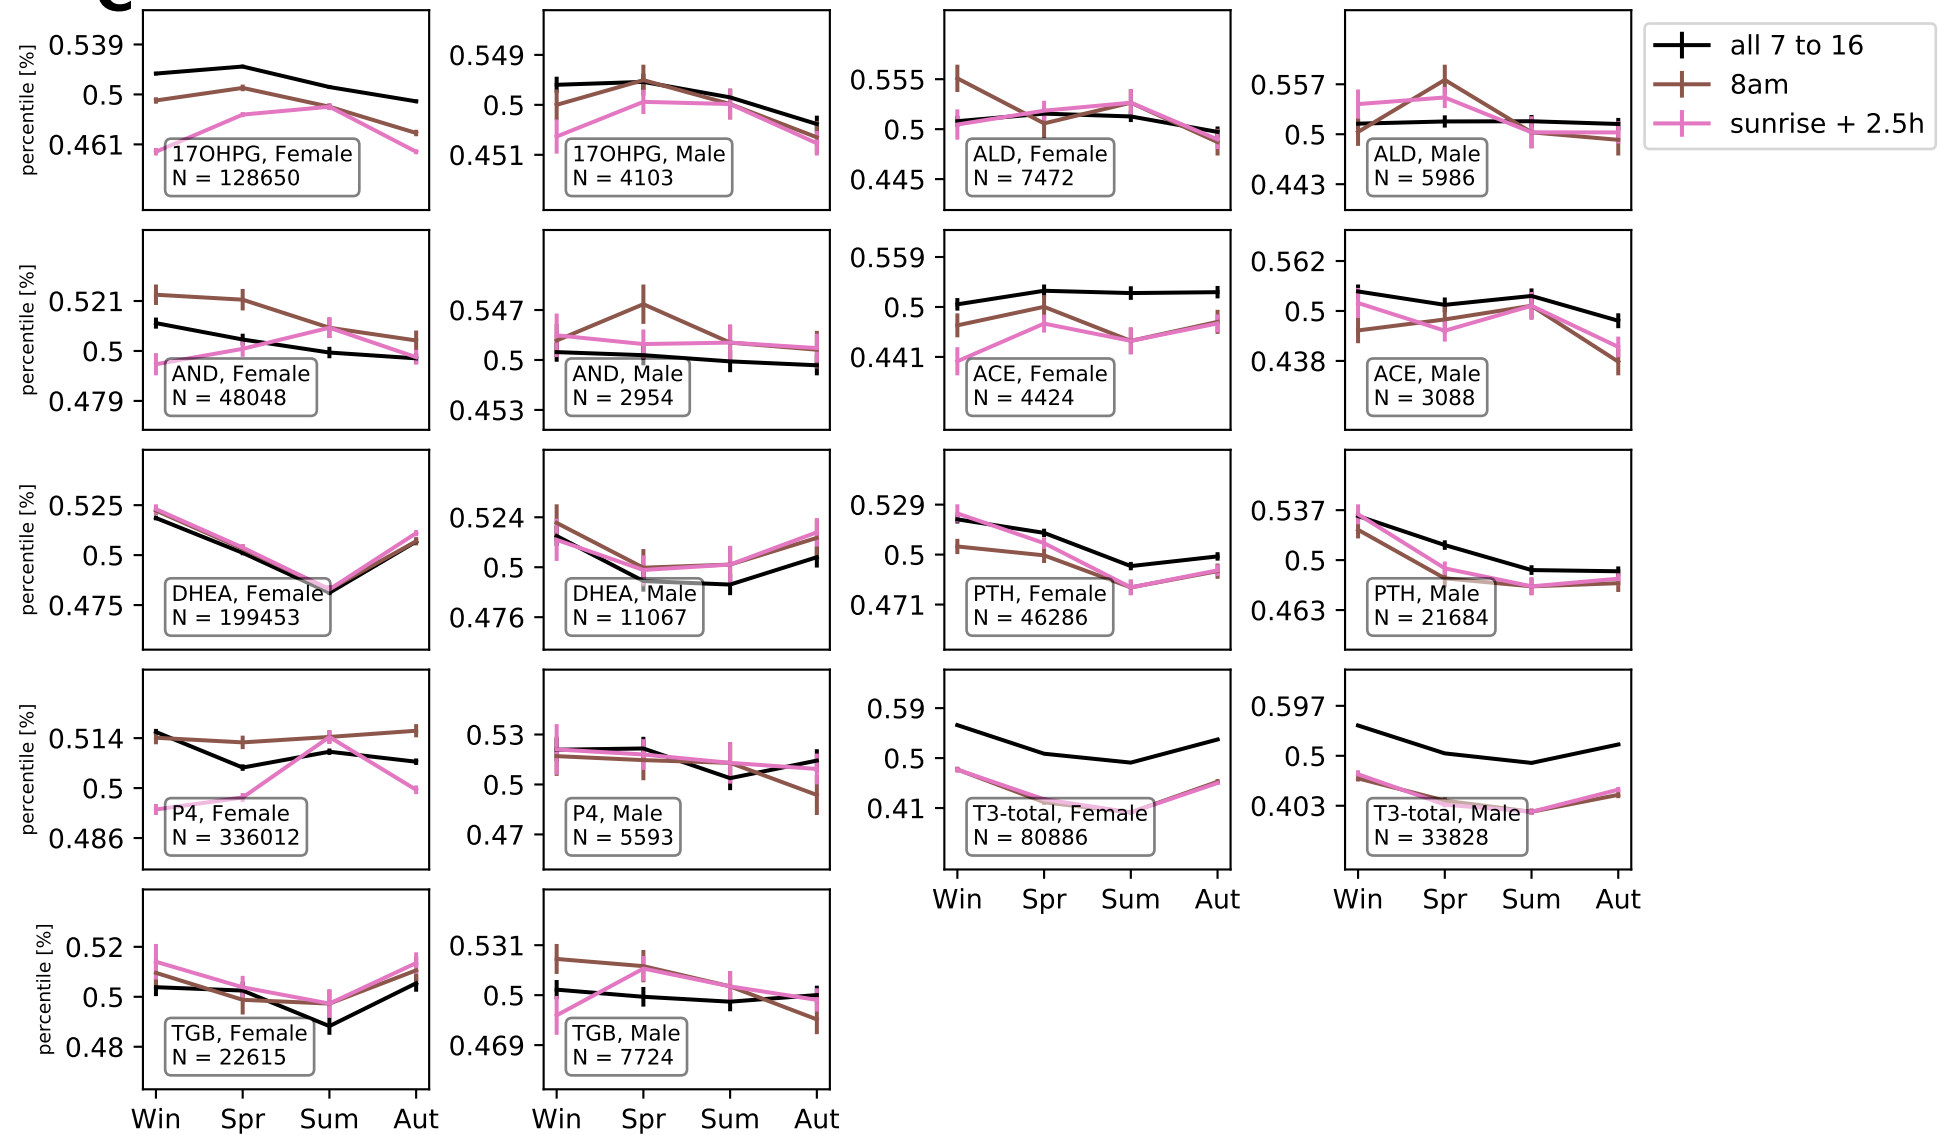 C
percentile [%]
0.539
0.5
0.461
17OHPG, Female
N = 128650
0.549
0.5
0.451
17OHPG, Male
N = 4103
0.555
0.5
0.445
ALD, Female
N = 7472
0.557
0.5
0.443
ALD, Male
N = 5986
all 7 to 16
8am
sunrise + 2.5h
percentile [%]
0.521
0.5
0.479
AND, Female
N = 48048
0.547
0.5
0.453
AND, Male
N = 2954
0.559
0.5
0.441
ACE, Female
N = 4424
0.562
0.5
0.438
ACE, Male
N = 3088
percentile [%]
0.525
0.5
0.475
DHEA, Female
N = 199453
0.524
0.5
0.476
DHEA, Male
N = 11067
0.529
0.5
0.471
PTH, Female
N = 46286
0.537
0.5
0.463
PTH, Male
N = 21684
percentile [%]
0.514
0.5
0.486
P4, Female
N = 336012
0.53
0.5
0.47
P4, Male
N = 5593
0.59
0.5
0.41
T3-total, Female
N = 80886
Win Spr Sum Aut
0.597
0.5
0.403
T3-total, Male
N = 33828
Win Spr Sum Aut
percentile [%]
0.52
0.5
0.48
TGB, Female
N = 22615
Win Spr Sum Aut
0.531
0.5
0.469
TGB, Male
N = 7724
Win Spr Sum Aut